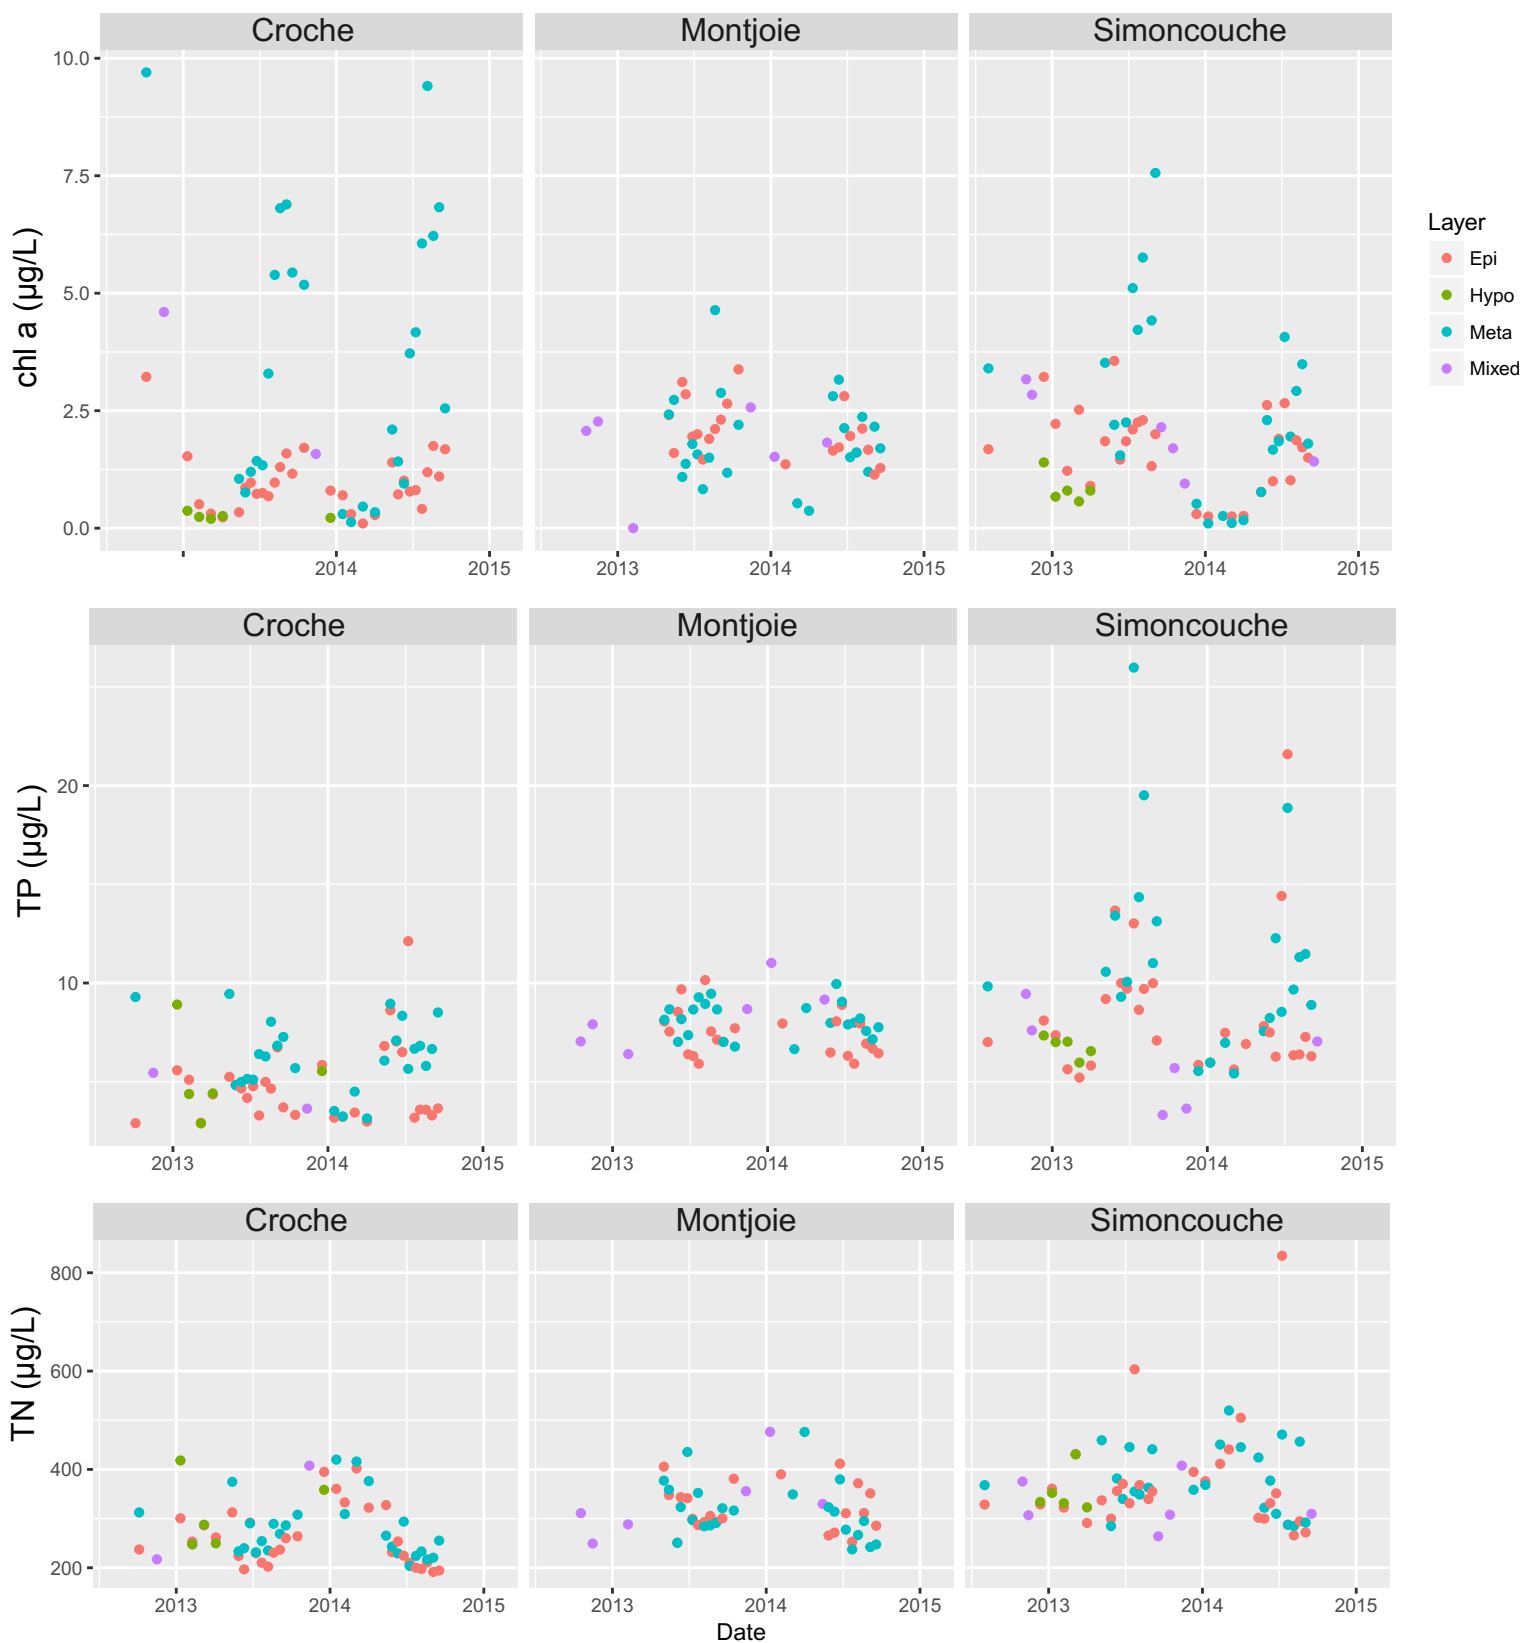 Croche Montjoie Simoncouche
10.0
7.5
5.0
2.5
0.0
chl a (µg/L)
2014 2015 2013 2014 2015 2013 2014 2015
Layer
Epi
Hypo
Meta
Mixed
Croche Montjoie Simoncouche
20
10
TP (µg/L)
2013 2014 2015 2013 2014 2015 2013 2014 2015
Croche Montjoie Simoncouche
800
600
400
200
TN (µg/L)
2013 2014 2015 2013 2014 2015 2013 2014 2015
Date